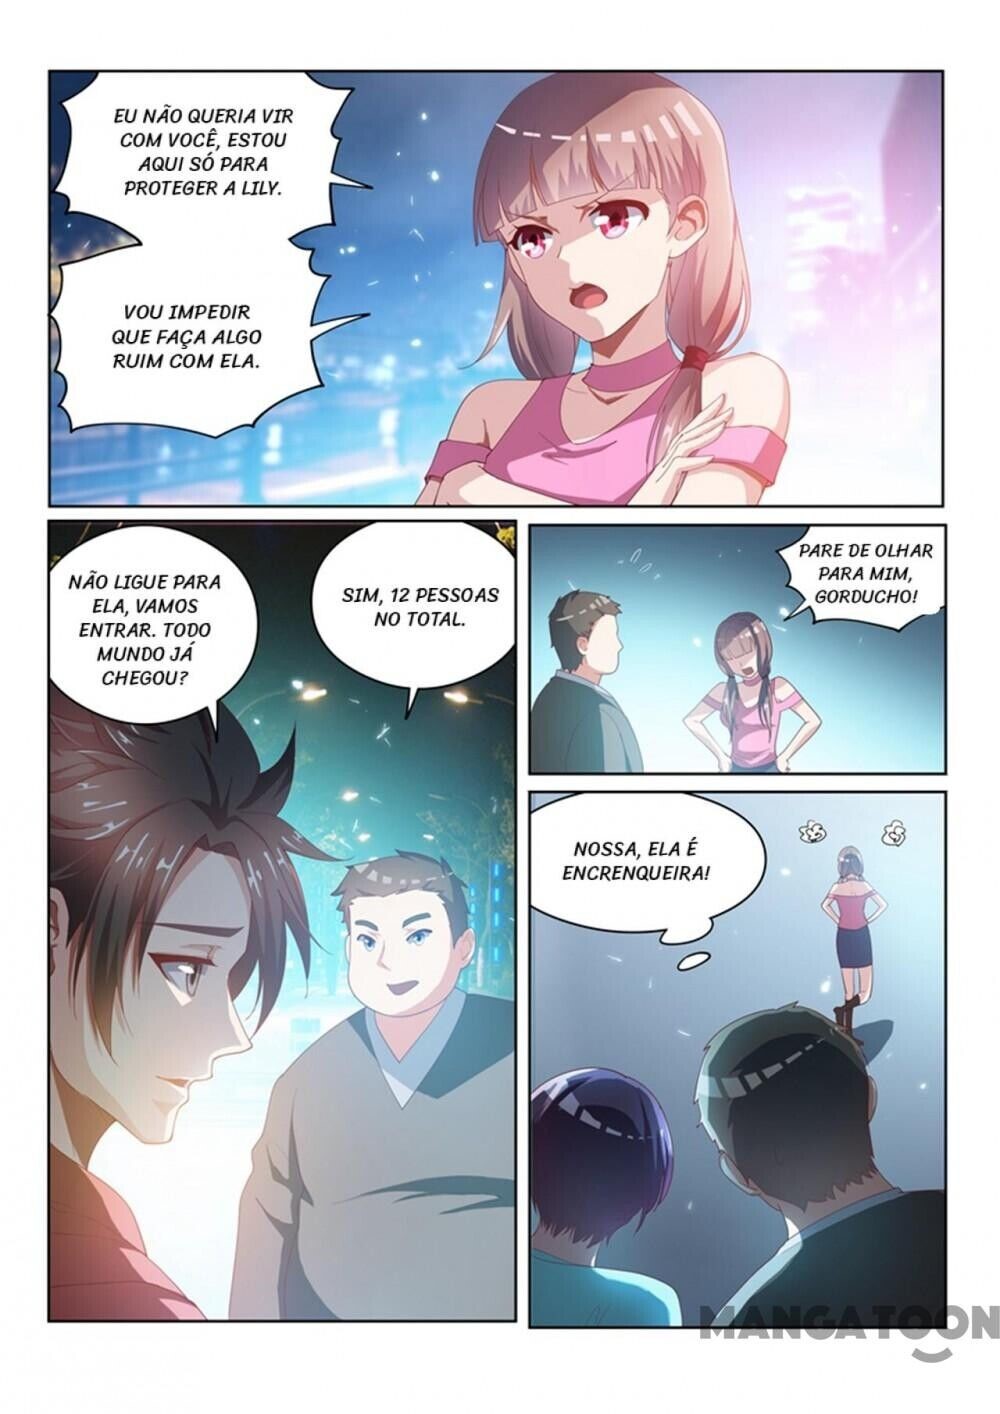 EU NÃO QUERIA VIR
COM VOCÊ, ESTOU
AQUI SÓ PARA
PROTEGER A LILY.
VOU IMPEDIR
QUE FAÇA ALGO
RUIM COM ELA.
NÃO LIGUE PARA
ELA, VAMOS
ENTRAR. TODO
MUNDO JÁ
CHEGOU?
SIM, 12 PESSOAS
NO TOTAL.
PARE DE OLHAR
PARA MIM,
GORDUCHO!
NOSSA, ELA É
ENCRENQUEIRA!
MANGATOON